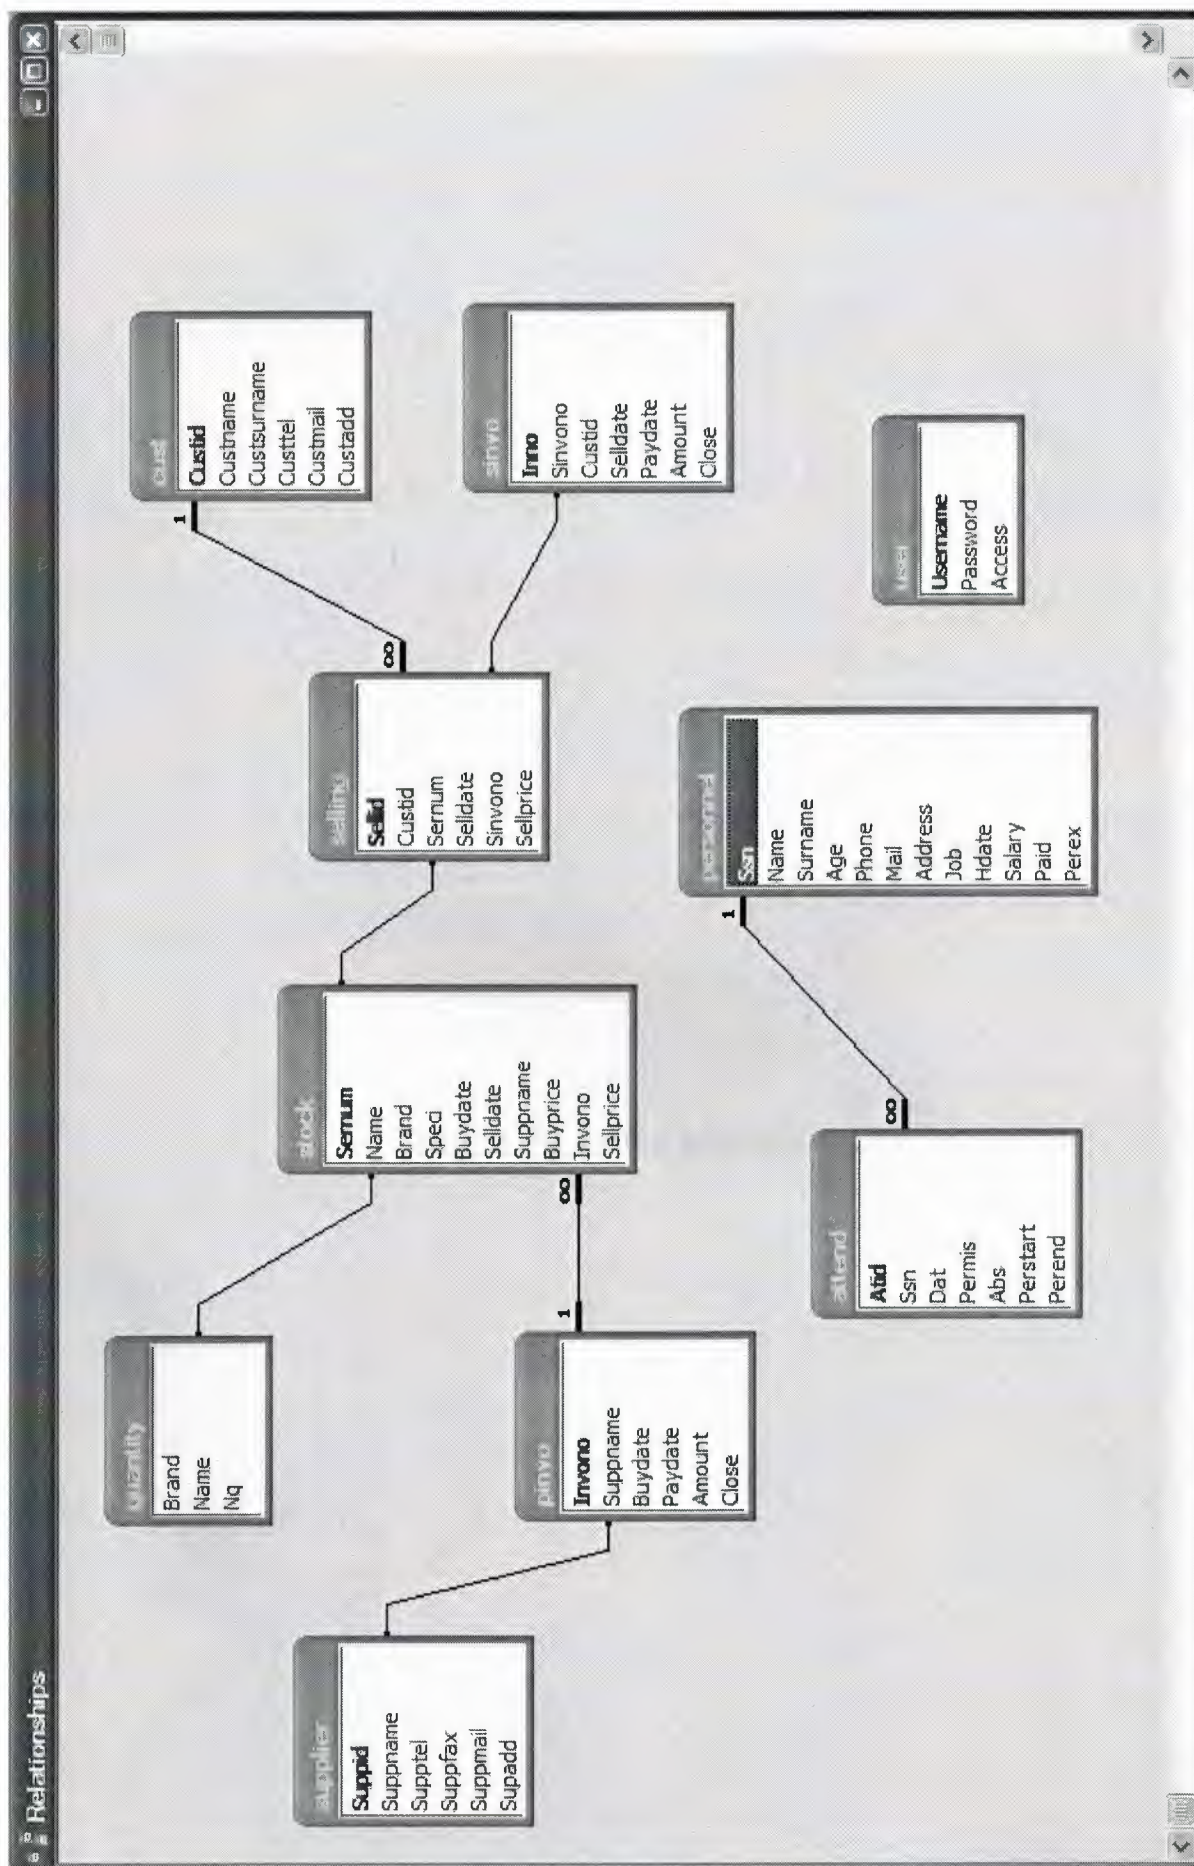 Relationships
supplier
Suppid
Suppname
Supptel
Suppfax
Suppmail
Supadd
quantity
Brand
Name
Nq
pinvo
Invono
Suppname
Buydate
Paydate
Amount
Close
1
∞
stock
Sernum
Name
Brand
Speci
Buydate
Selldate
Suppname
Buyprice
Invono
Sellprice
selling
Sellid
Custid
Sernum
Selldate
Sinvono
Sellprice
∞
1
cust
Custid
Custname
Custsurname
Custtel
Custmail
Custadd
sinvo
Inno
Sinvono
Custid
Selldate
Paydate
Amount
Close
attend
Atid
Ssn
Dat
Permis
Abs
Perstart
Perend
∞
1
personnel
Ssn
Name
Surname
Age
Phone
Mail
Address
Job
Hdate
Salary
Paid
Perex
User
Username
Password
Access